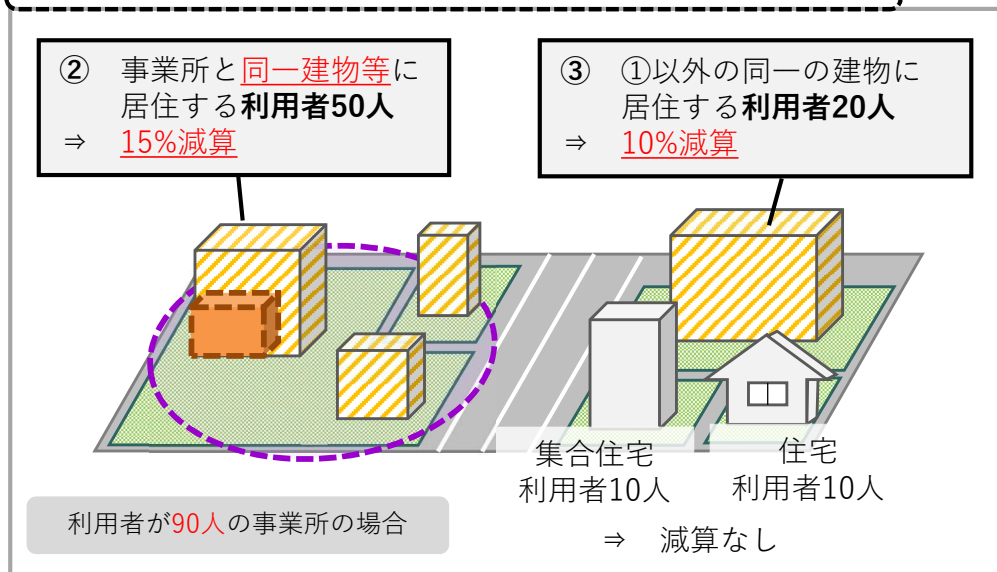 ② 事業所と同一建物等に
居住する利用者50人
⇒ 15%減算
③ ①以外の同一の建物に
居住する利用者20人
⇒ 10%減算
集合住宅
利用者10人
住宅
利用者10人
⇒ 減算なし
利用者が90人の事業所の場合